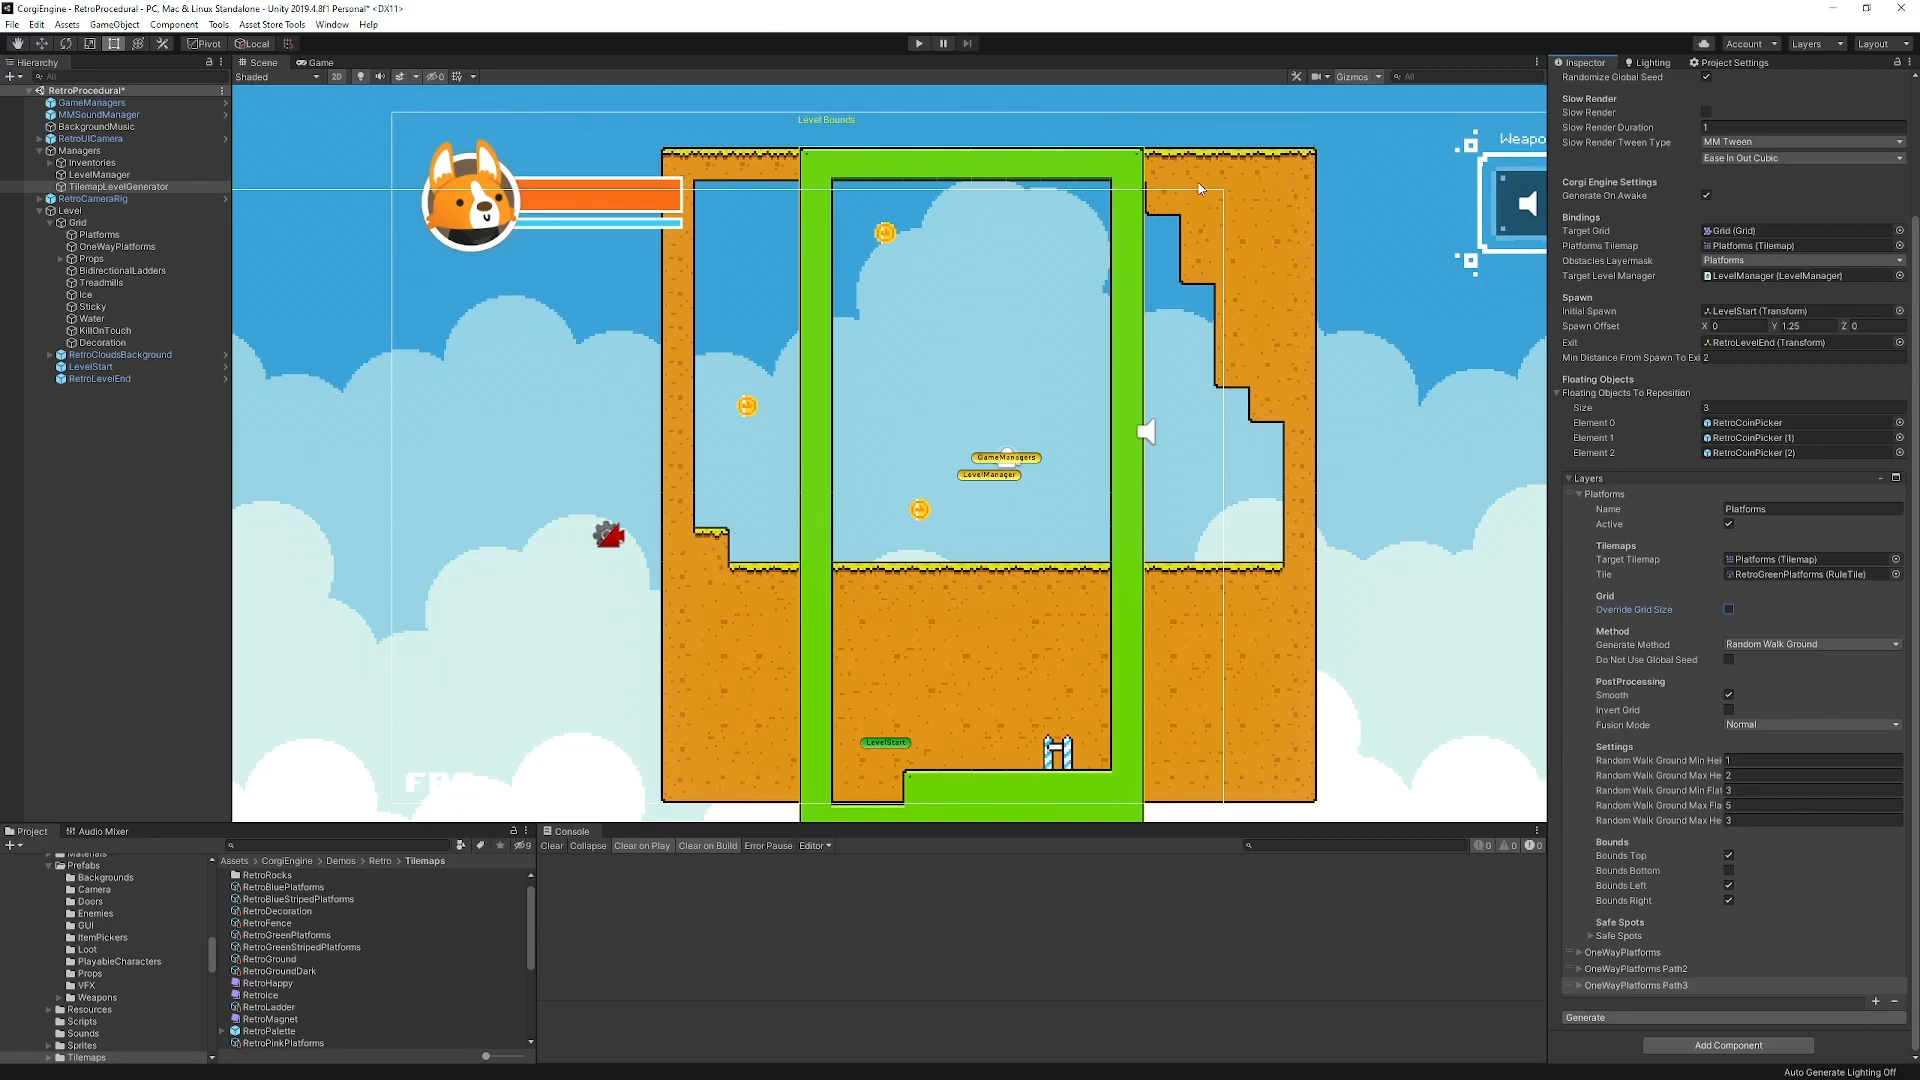 CorgiEngine - RetroProcedural - PC, Mac & Linux Standalone - Unity 2019.4.8f1 Personal* <DX11>
File Edit Assets GameObject Component Tools Asset Store Tools Window Help
Pivot Local Account Layers Layout
Hierarchy
All
RetroProcedural*
GameManagers
MMSoundManager
BackgroundMusic
RetroUICamera
Managers
Inventories
LevelManager
TilemapLevelGenerator
RetroCameraRig
Level
Grid
Platforms
OneWayPlatforms
Props
BidirectionalLadders
Treadmills
Ice
Sticky
Water
KillOnTouch
Decoration
RetroCloudsBackground
LevelStart
RetroLevelEnd
Scene Game
Shaded 2D 0 Gizmos All
Level Bounds
Weapo
GameManagers
LevelManager
LevelStart
Inspector Lighting Project Settings
Randomize Global Seed
Slow Render
Slow Render
Slow Render Duration 1
Slow Render Tween Type MM Tween
Ease In Out Cubic
Corgi Engine Settings
Generate On Awake
Bindings
Target Grid Grid (Grid)
Platforms Tilemap Platforms (Tilemap)
Obstacles Layermask Platforms
Target Level Manager LevelManager (LevelManager)
Spawn
Initial Spawn LevelStart (Transform)
Spawn Offset X 0 Y 1.25 Z 0
Exit RetroLevelEnd (Transform)
Min Distance From Spawn To Exi 2
Floating Objects
Floating Objects To Reposition
Size 3
Element 0 RetroCoinPicker
Element 1 RetroCoinPicker (1)
Element 2 RetroCoinPicker (2)
Layers
Platforms
Name Platforms
Active
Tilemaps
Target Tilemap Platforms (Tilemap)
Tile RetroGreenPlatforms (RuleTile)
Grid
Override Grid Size
Method
Generate Method Random Walk Ground
Do Not Use Global Seed
PostProcessing
Smooth
Invert Grid
Fusion Mode Normal
Settings
Random Walk Ground Min Hei 1
Random Walk Ground Max He 2
Random Walk Ground Min Flat 3
Random Walk Ground Max Fla 5
Random Walk Ground Max He 3
Bounds
Bounds Top
Bounds Bottom
Bounds Left
Bounds Right
Safe Spots
Safe Spots
OneWayPlatforms
OneWayPlatforms Path2
OneWayPlatforms Path3
Generate
Add Component
Project Audio Mixer
9
Materials
Prefabs
Backgrounds
Camera
Doors
Enemies
GUI
ItemPickers
Loot
PlayableCharacters
Props
VFX
Weapons
Resources
Scripts
Sounds
Sprites
Tilemaps
Assets > CorgiEngine > Demos > Retro > Tilemaps
RetroRocks
RetroBluePlatforms
RetroBlueStripedPlatforms
RetroDecoration
RetroFence
RetroGreenPlatforms
RetroGreenStripedPlatforms
RetroGround
RetroGroundDark
RetroHappy
RetroIce
RetroLadder
RetroMagnet
RetroPalette
RetroPinkPlatforms
Console
Clear Collapse Clear on Play Clear on Build Error Pause Editor 0 0 0
Auto Generate Lighting Off